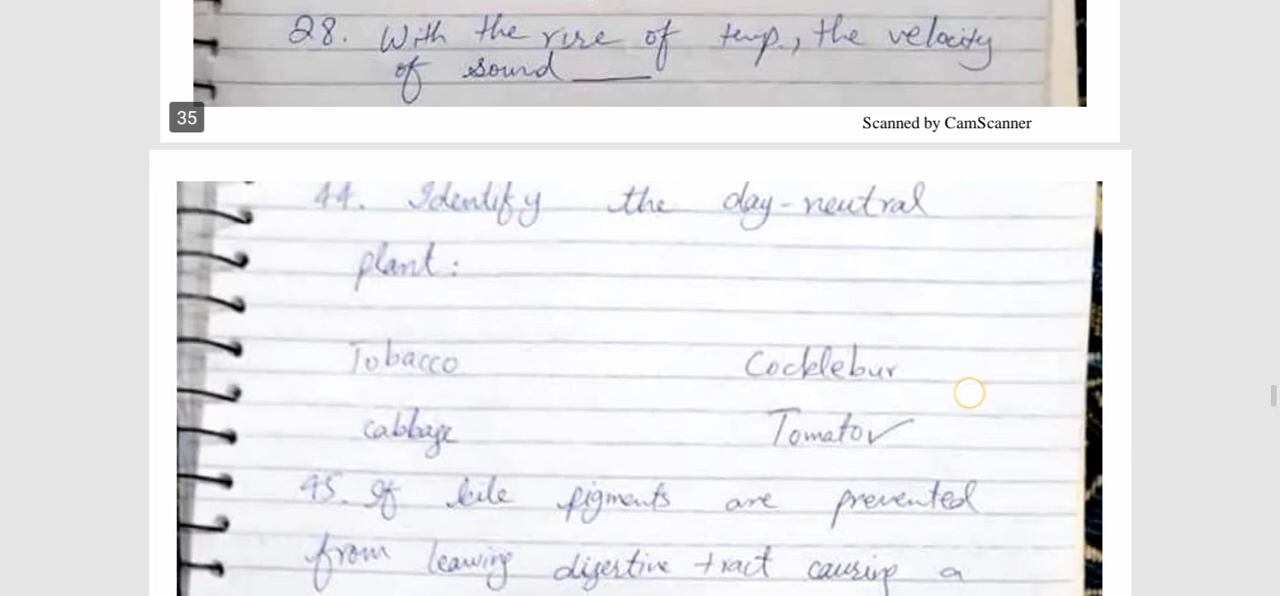 28. With the rise of temp, the velocity
of sound ____
35
Scanned by CamScanner
44. Identify the day-neutral
plant:
Tobacco Cocklebur
cabbage Tomato✓
45. If bile pigments are prevented
from leaving digestive tract causing a